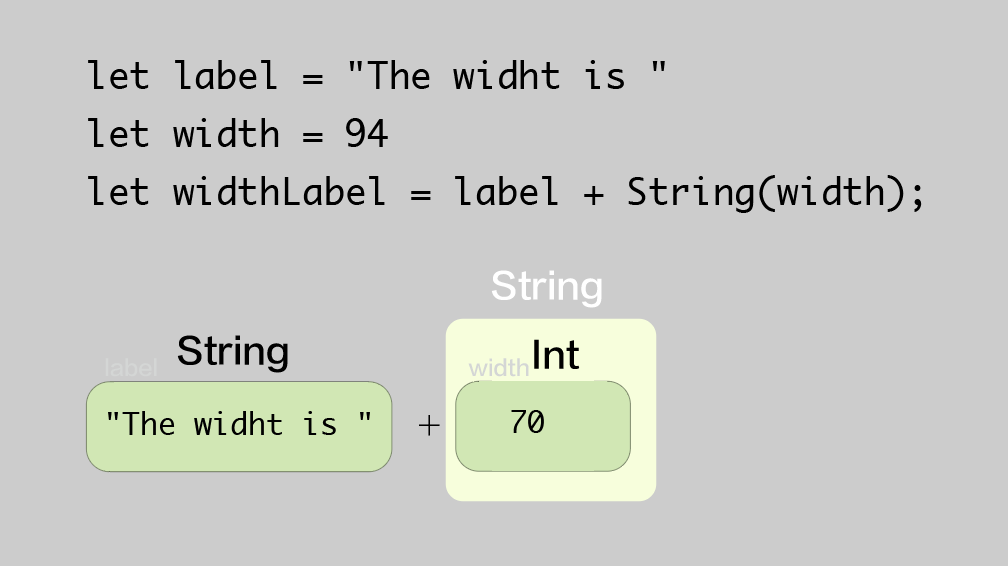 let label = "The widht is "
let width = 94
let widthLabel = label + String(width);
String
label String
width Int
"The widht is " + 70